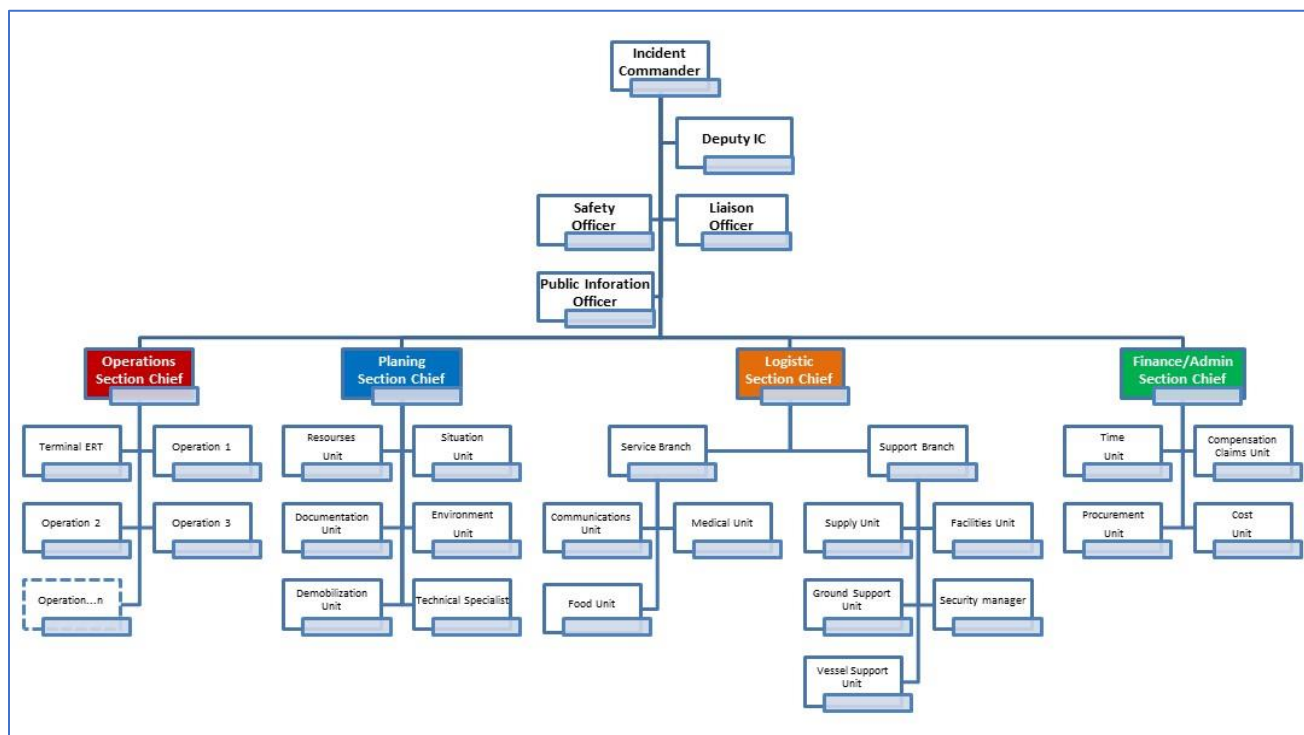 Incident
Commander
Deputy IC
Safety
Officer
Liaison
Officer
Public Inforation
Officer
Operations
Section Chief
Planing
Section Chief
Logistic
Section Chief
Finance/Admin
Section Chief
Terminal ERT
Operation 1
Resourses
Unit
Situation
Unit
Service Branch
Support Branch
Time
Unit
Compensation
Claims Unit
Operation 2
Operation 3
Documentation
Unit
Environment
Unit
Communications
Unit
Medical Unit
Supply Unit
Facilities Unit
Procurement
Unit
Cost
Unit
Operation...n
Demobilization
Unit
Technical Specialist
Food Unit
Ground Support
Unit
Security manager
Vessel Support
Unit